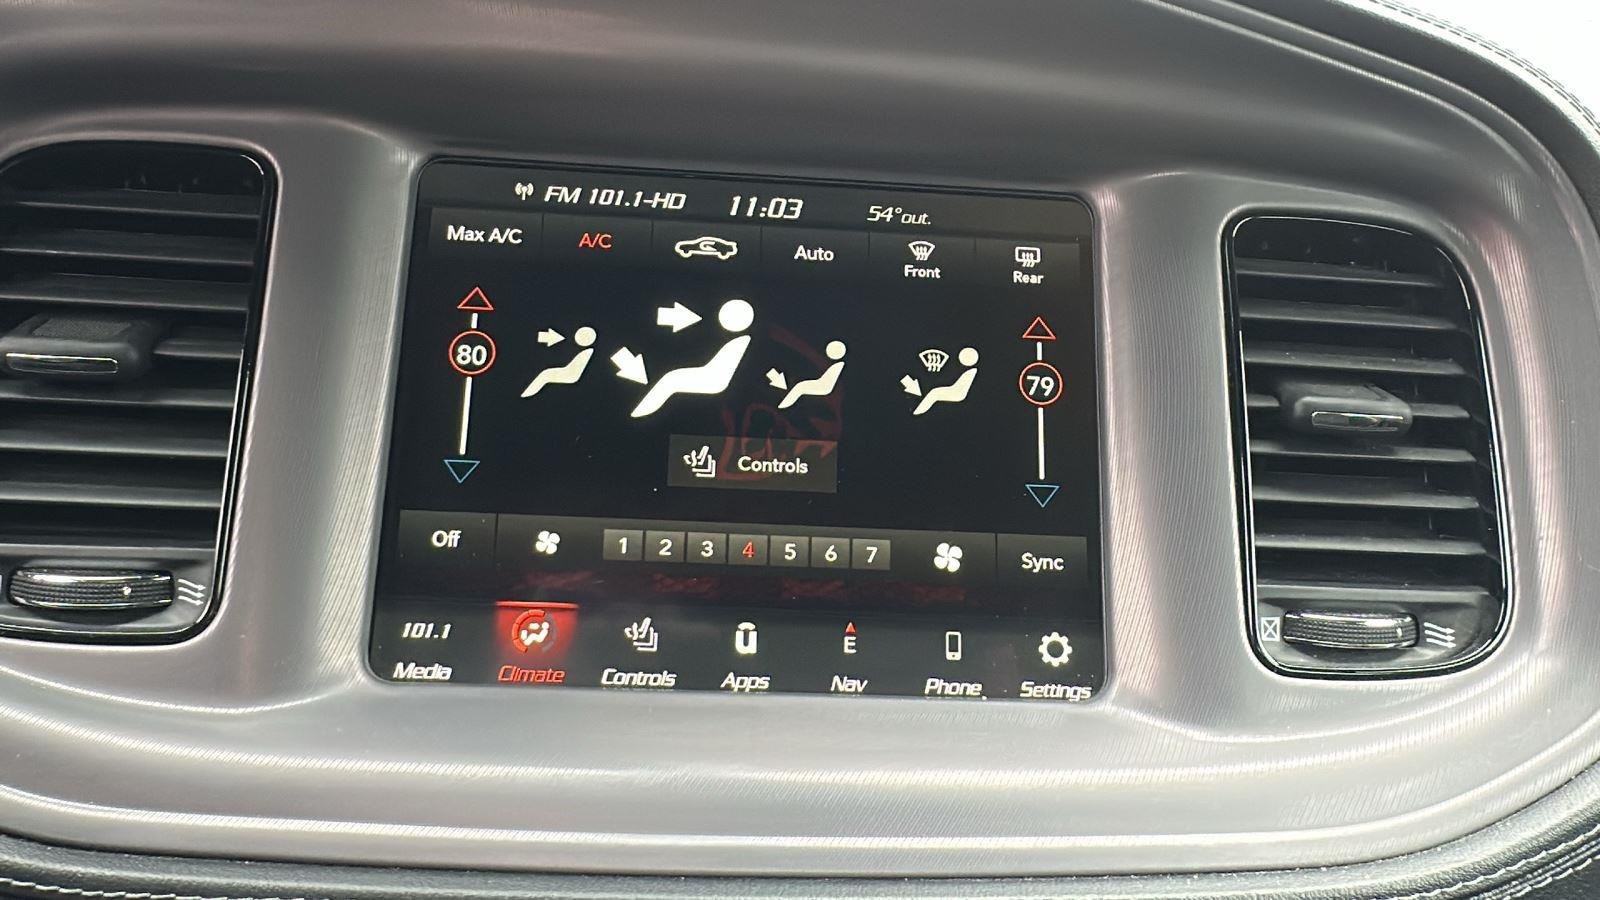 FM 101.1-HD 11:03 54°out.
Max A/C A/C Auto Front Rear
80 79
Controls
Off 1 2 3 4 5 6 7 Sync
101.1 E
Media Climate Controls Apps Nav Phone Settings